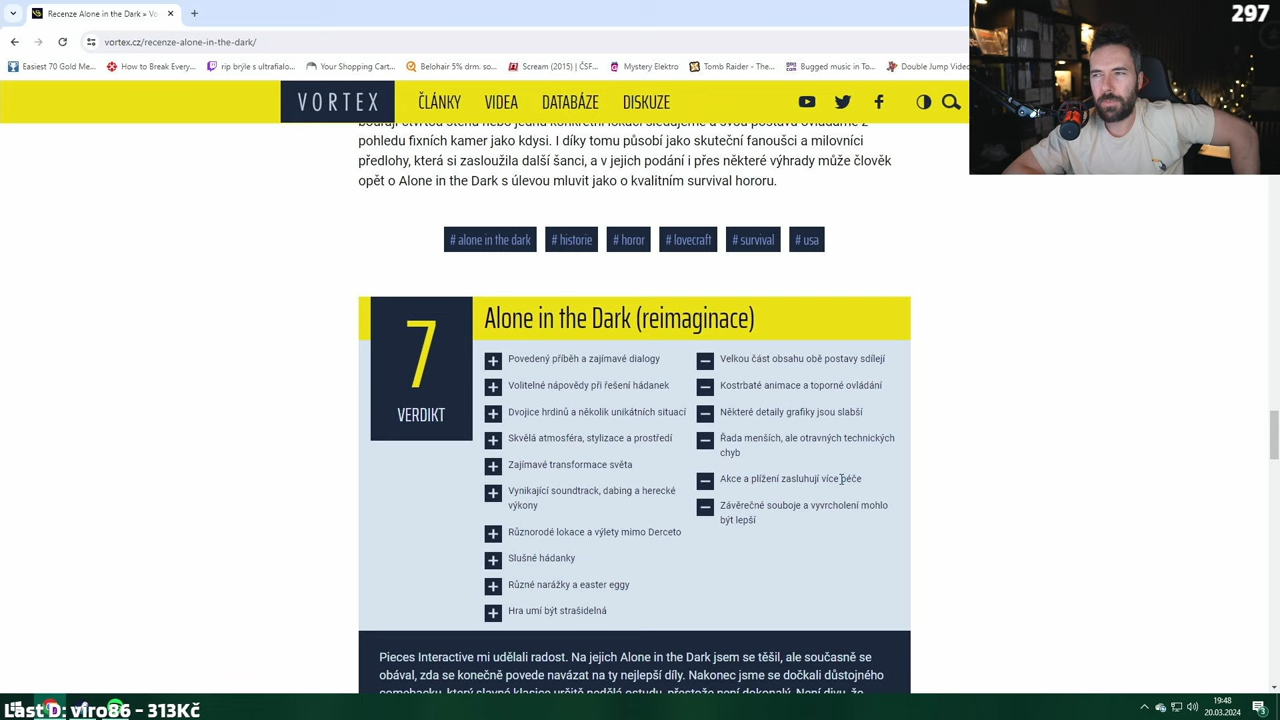 Recenze Alone in the Dark » Vo
297
vortex.cz/recenze-alone-in-the-dark/
Easiest 70 Gold Me...
How to Break Every...
rip brýle s ultrafialo...
Your Shopping Cart...
Belohair 5% drm. so...
Scream (2015) | ČSF...
Mystery Elektro
Tomb Raider - The...
Bugged music in To...
Double Jump Video
VORTEX
ČLÁNKY
VIDEA
DATABÁZE
DISKUZE
pohledu fixních kamer jako kdysi. I díky tomu působí jako skuteční fanoušci a milovníci
předlohy, která si zasloužila další šanci, a v jejich podání i přes některé výhrady může člověk
opět o Alone in the Dark s úlevou mluvit jako o kvalitním survival hororu.
# alone in the dark
# historie
# horor
# lovecraft
# survival
# usa
7
VERDIKT
Alone in the Dark (reimaginace)
Povedený příběh a zajímavé dialogy
Volitelné nápovědy při řešení hádanek
Dvojice hrdinů a několik unikátních situací
Skvělá atmosféra, stylizace a prostředí
Zajímavé transformace světa
Vynikající soundtrack, dabing a herecké
výkony
Různorodé lokace a výlety mimo Derceto
Slušné hádanky
Různé narážky a easter eggy
Hra umí být strašidelná
Velkou část obsahu obě postavy sdílejí
Kostrbaté animace a toporné ovládání
Některé detaily grafiky jsou slabší
Řada menších, ale otravných technických
chyb
Akce a plížení zasluhují více péče
Závěrečné souboje a vyvrcholení mohlo
být lepší
Pieces Interactive mi udělali radost. Na jejich Alone in the Dark jsem se těšil, ale současně se
obával, zda se konečně povede navázat na ty nejlepší díly. Nakonec jsme se dočkali důstojného
Last D: viro86 - 313Kč
19:48
20.03.2024
3